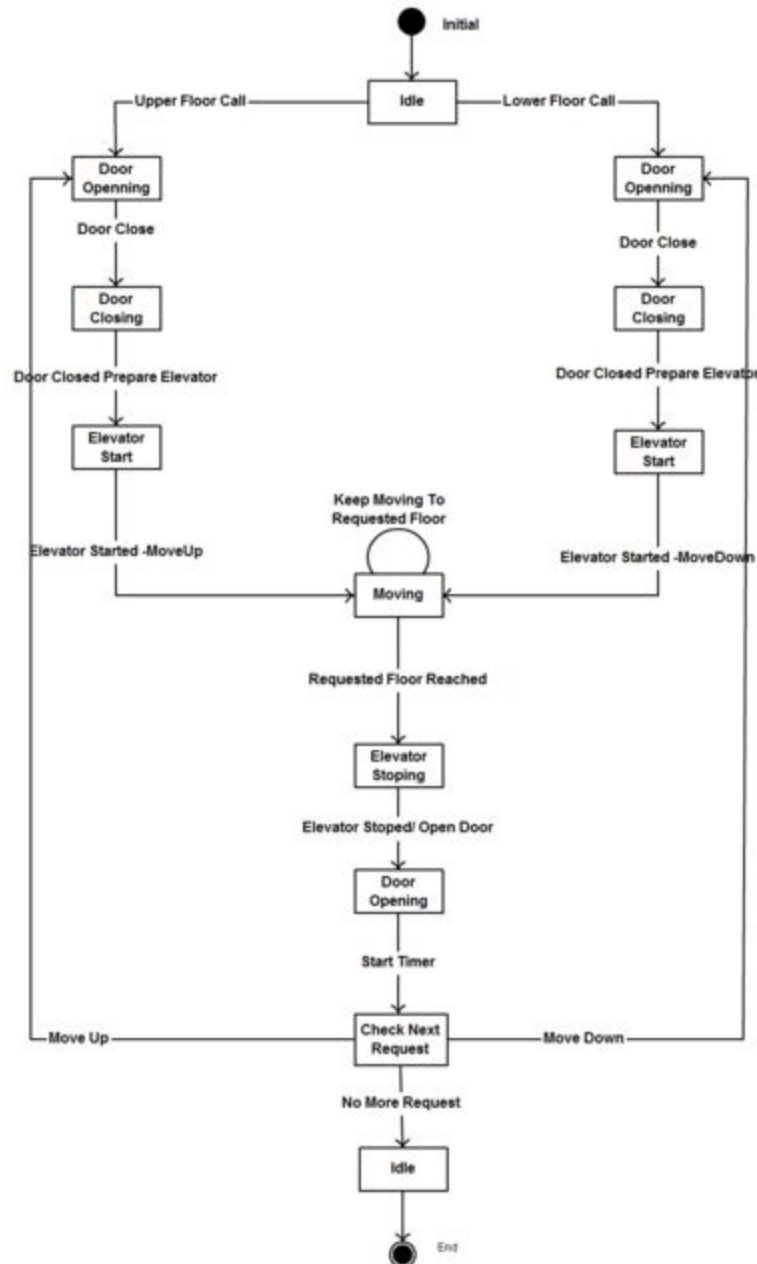 Initial
Idle
Upper Floor Call
Lower Floor Call
Door
Openning
Door
Openning
Door Close
Door Close
Door
Closing
Door
Closing
Door Closed Prepare Elevator
Door Closed Prepare Elevator
Elevator
Start
Elevator
Start
Keep Moving To
Requested Floor
Elevator Started -MoveUp
Elevator Started -MoveDown
Moving
Requested Floor Reached
Elevator
Stoping
Elevator Stoped/ Open Door
Door
Opening
Start Timer
Check Next
Request
Move Up
Move Down
No More Request
Idle
End